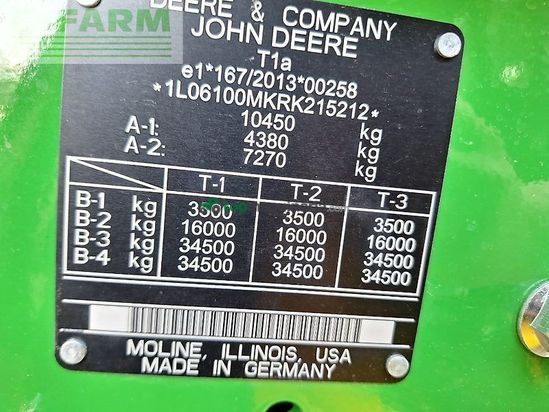 FARM
DEERE & COMPANY
JOHN DEERE
T1a
e1*167/2013*00258
*1L06100MKRK215212*
10450 kg
A-1: 4380 kg
A-2: 7270 kg
T-1 T-2 T-3
B-1 kg 3500 3500 3500
B-2 kg 16000 16000 16000
B-3 kg 34500 34500 34500
B-4 kg 34500 34500 34500
MOLINE, ILLINOIS, USA
MADE IN GERMANY